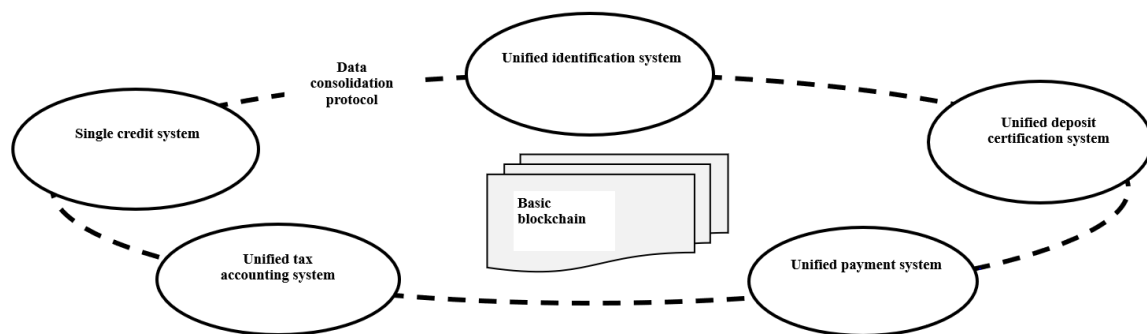 Unified identification system
Data
consolidation
protocol
Single credit system
Unified deposit
certification system
Basic
blockchain
Unified tax
accounting system
Unified payment system